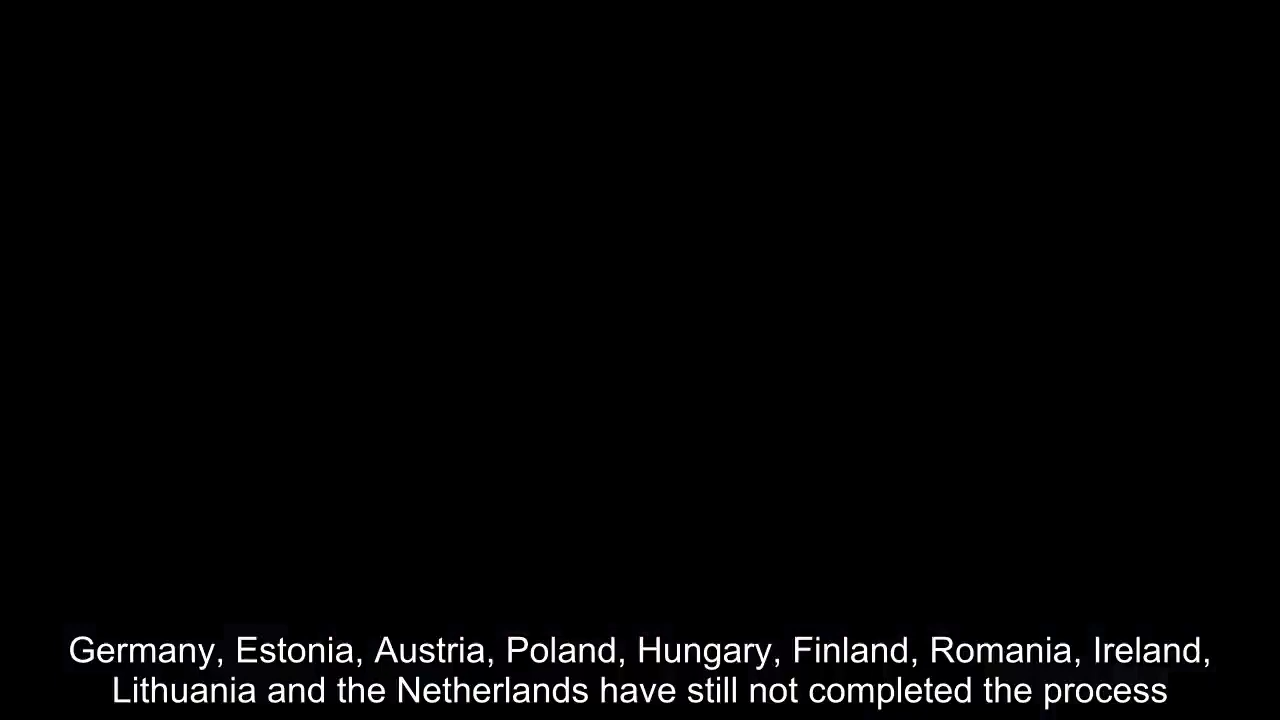 Germany, Estonia, Austria, Poland, Hungary, Finland, Romania, Ireland,
Lithuania and the Netherlands have still not completed the process